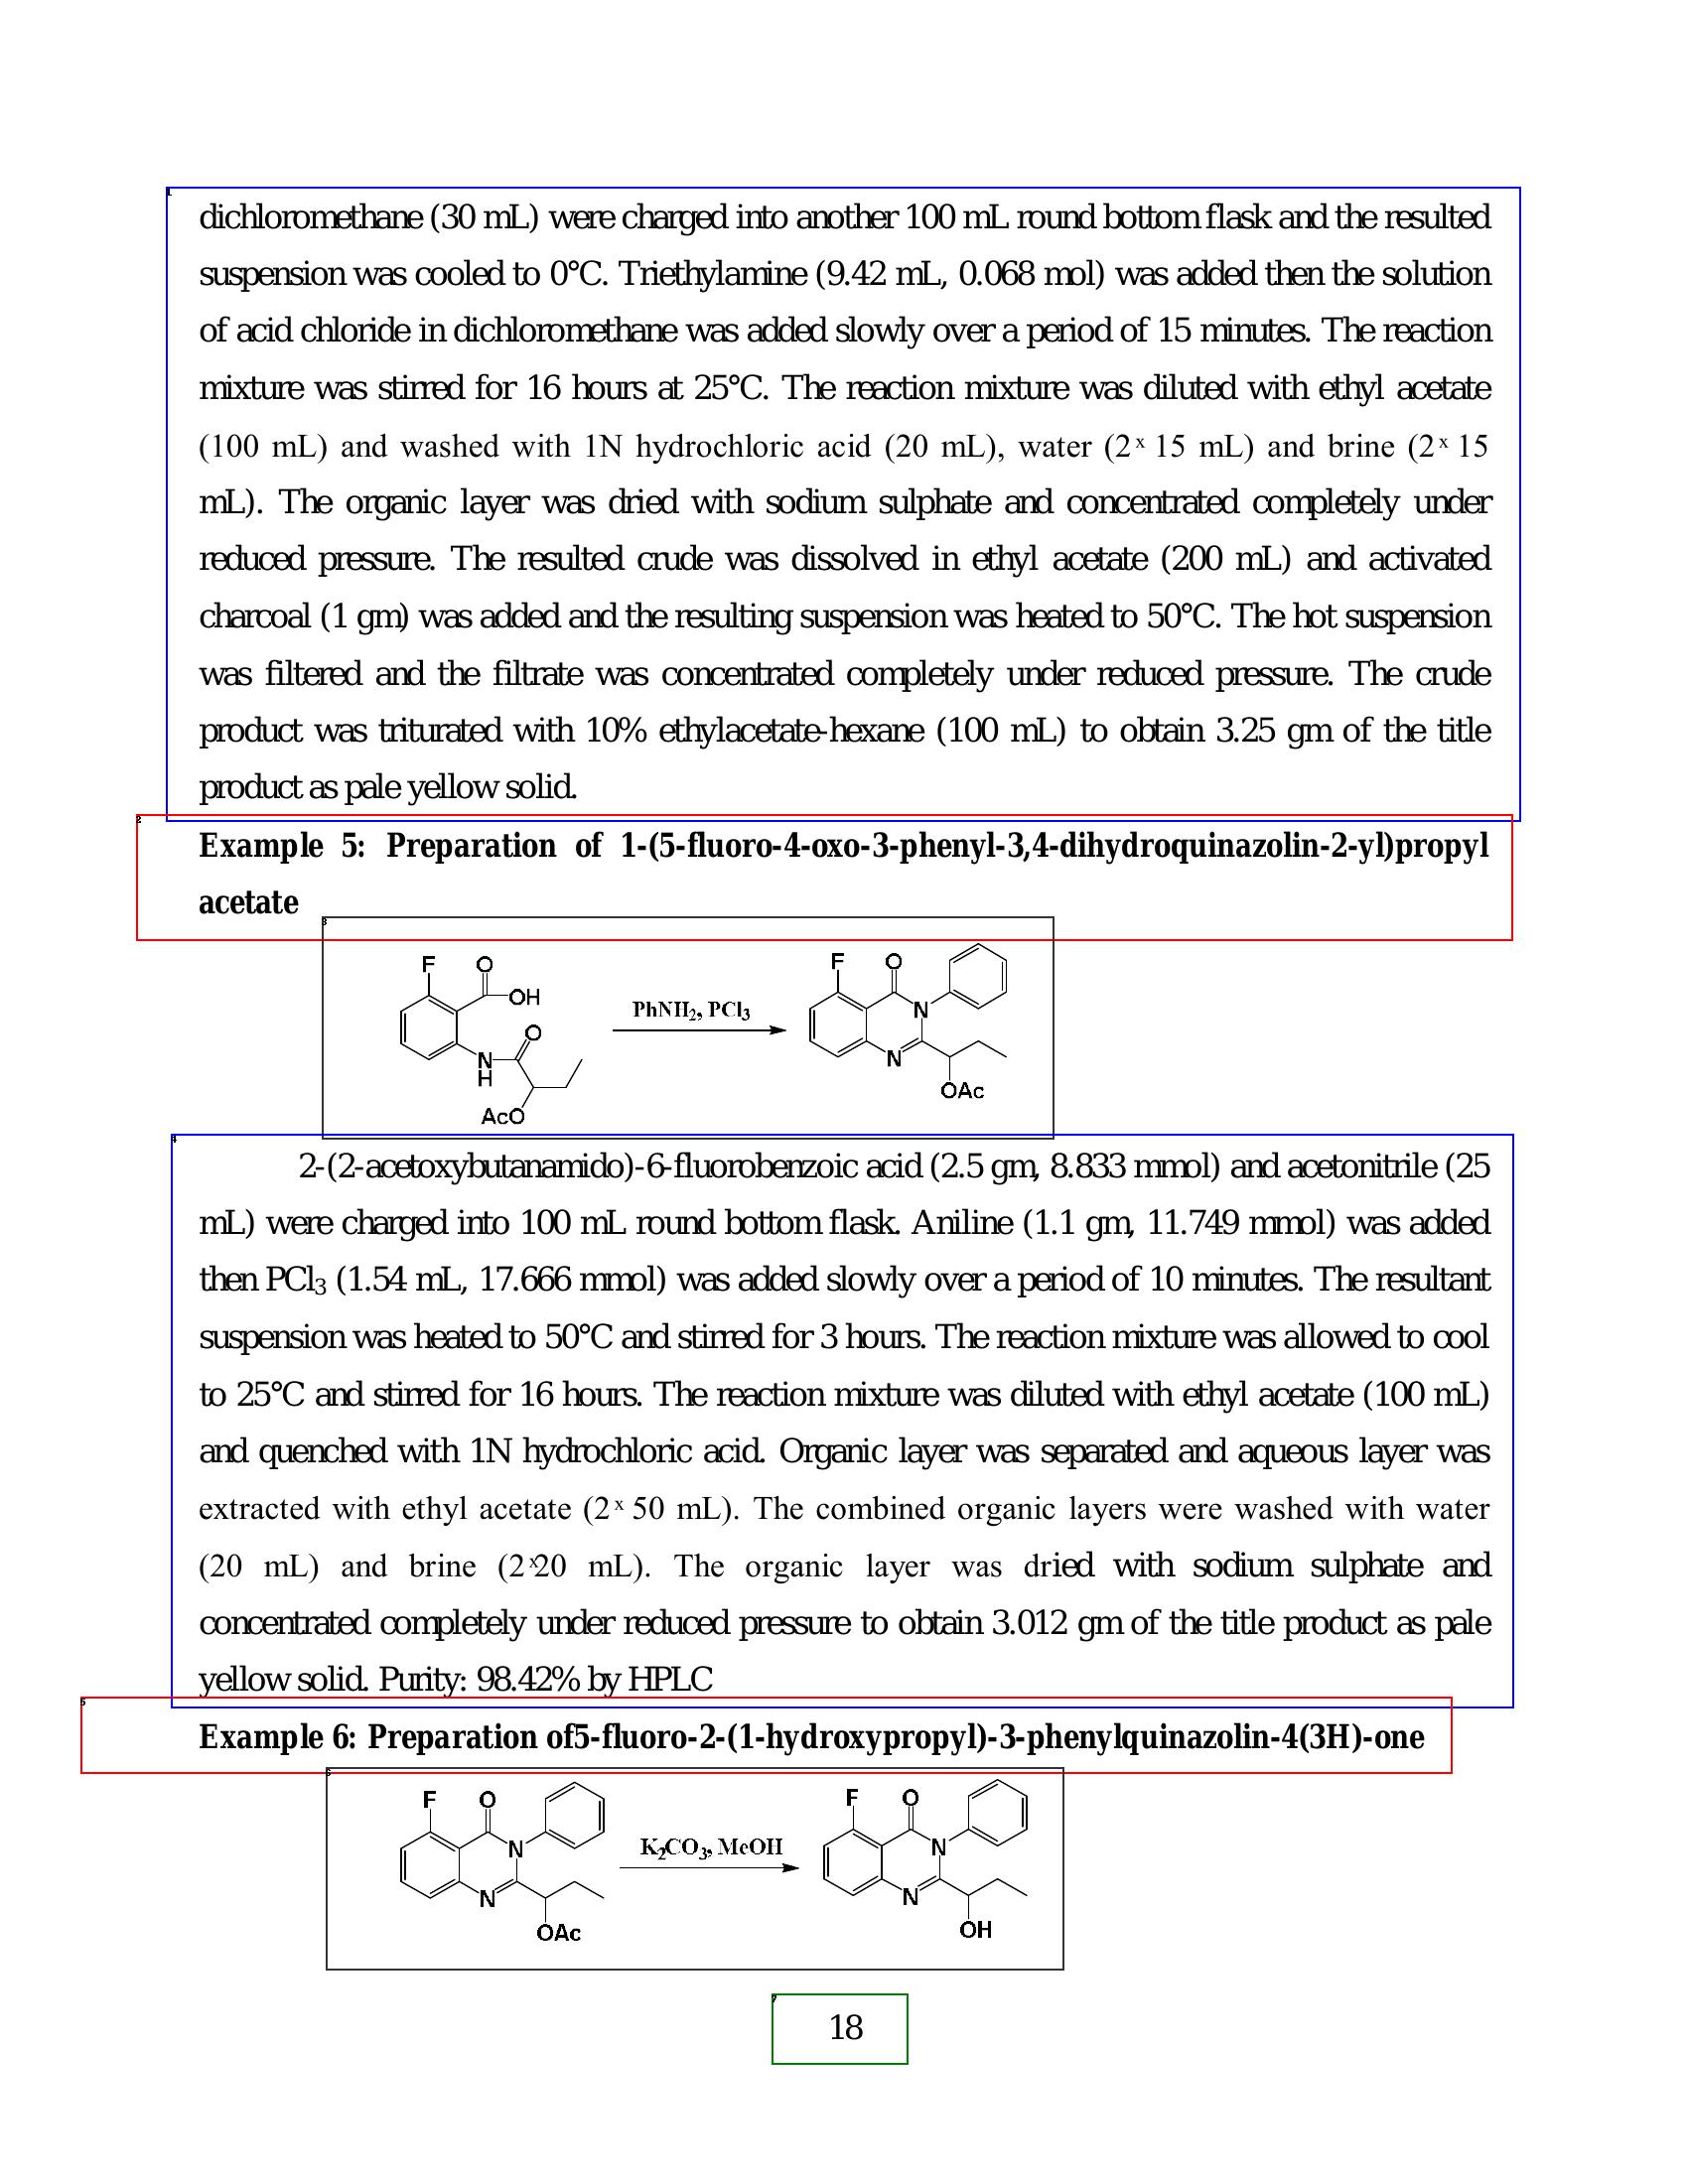 dichloromethane (30 mL) were charged into another 100 mL round bottom flask and the resulted
suspension was cooled to 0°C. Triethylamine (9.42 mL, 0.068 mol) was added then the solution
of acid chloride in dichloromethane was added slowly over a period of 15 minutes. The reaction
mixture was stirred for 16 hours at 25°C. The reaction mixture was diluted with ethyl acetate
(100 mL) and washed with 1N hydrochloric acid (20 mL), water (2 x 15 mL) and brine (2 x 15
mL). The organic layer was dried with sodium sulphate and concentrated completely under
reduced pressure. The resulted crude was dissolved in ethyl acetate (200 mL) and activated
charcoal (1 gm) was added and the resulting suspension was heated to 50°C. The hot suspension
was filtered and the filtrate was concentrated completely under reduced pressure. The crude
product was triturated with 10% ethylacetate-hexane (100 mL) to obtain 3.25 gm of the title
product as pale yellow solid.
Example 5: Preparation of 1-(5-fluoro-4-oxo-3-phenyl-3,4-dihydroquinazolin-2-yl)propyl
acetate
F O OH O N H AcO
PhNH2, PCl3
F O N N OAc
2-(2-acetoxybutanamido)-6-fluorobenzoic acid (2.5 gm, 8.833 mmol) and acetonitrile (25
mL) were charged into 100 mL round bottom flask. Aniline (1.1 gm, 11.749 mmol) was added
then PCl3 (1.54 mL, 17.666 mmol) was added slowly over a period of 10 minutes. The resultant
suspension was heated to 50°C and stirred for 3 hours. The reaction mixture was allowed to cool
to 25°C and stirred for 16 hours. The reaction mixture was diluted with ethyl acetate (100 mL)
and quenched with 1N hydrochloric acid. Organic layer was separated and aqueous layer was
extracted with ethyl acetate (2 x 50 mL). The combined organic layers were washed with water
(20 mL) and brine (2 x20 mL). The organic layer was dried with sodium sulphate and
concentrated completely under reduced pressure to obtain 3.012 gm of the title product as pale
yellow solid. Purity: 98.42% by HPLC
Example 6: Preparation of5-fluoro-2-(1-hydroxypropyl)-3-phenylquinazolin-4(3H)-one
F O N N OAc
K2CO3, MeOH
F O N N OH
18